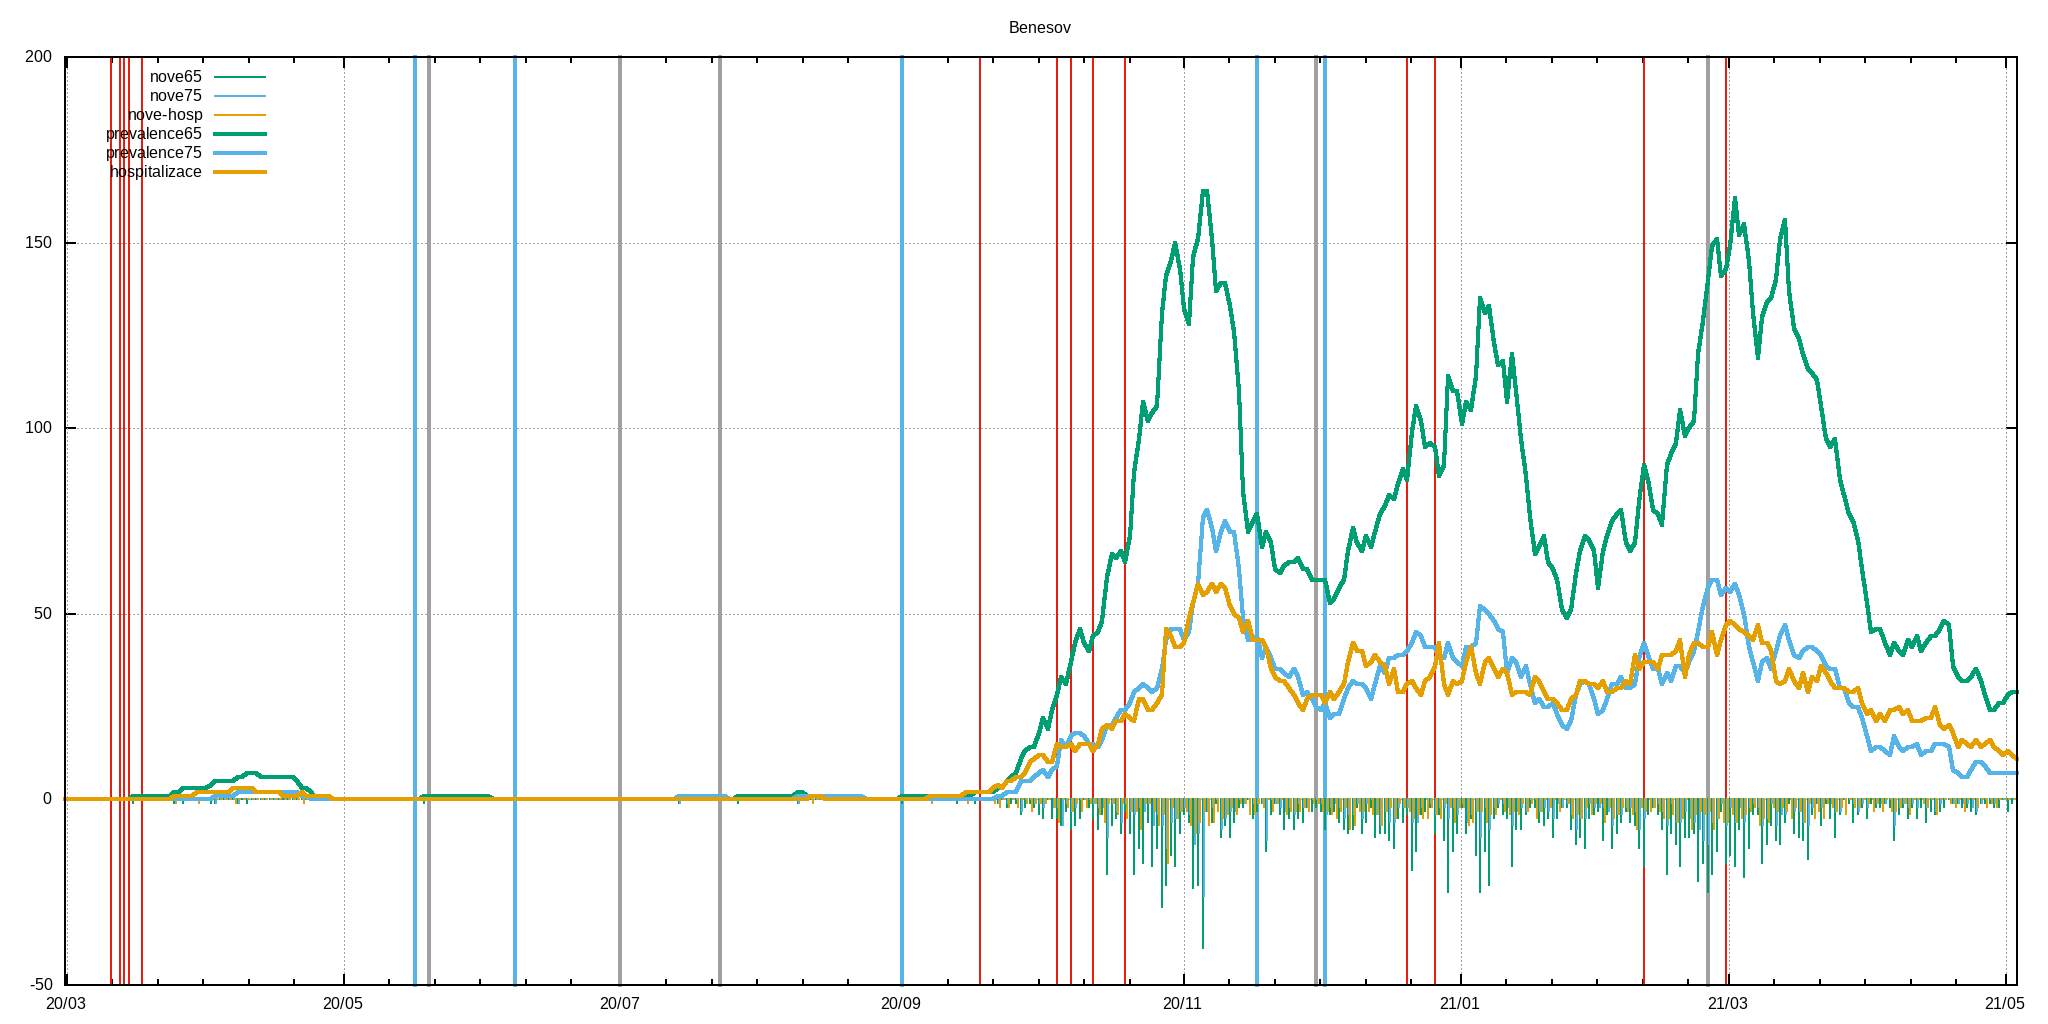 Benesov
200
nove65
nove75
nove-hosp
prevalence65
prevalence75
hospitalizace
150
100
50
0
-50
20/03 20/05 20/07 20/09 20/11 21/01 21/03 21/05